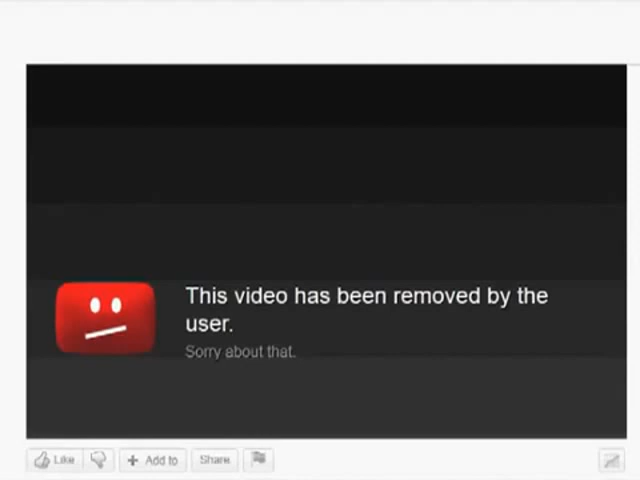 This video has been removed by the
user.
Sorry about that.
Like
Add to
Share